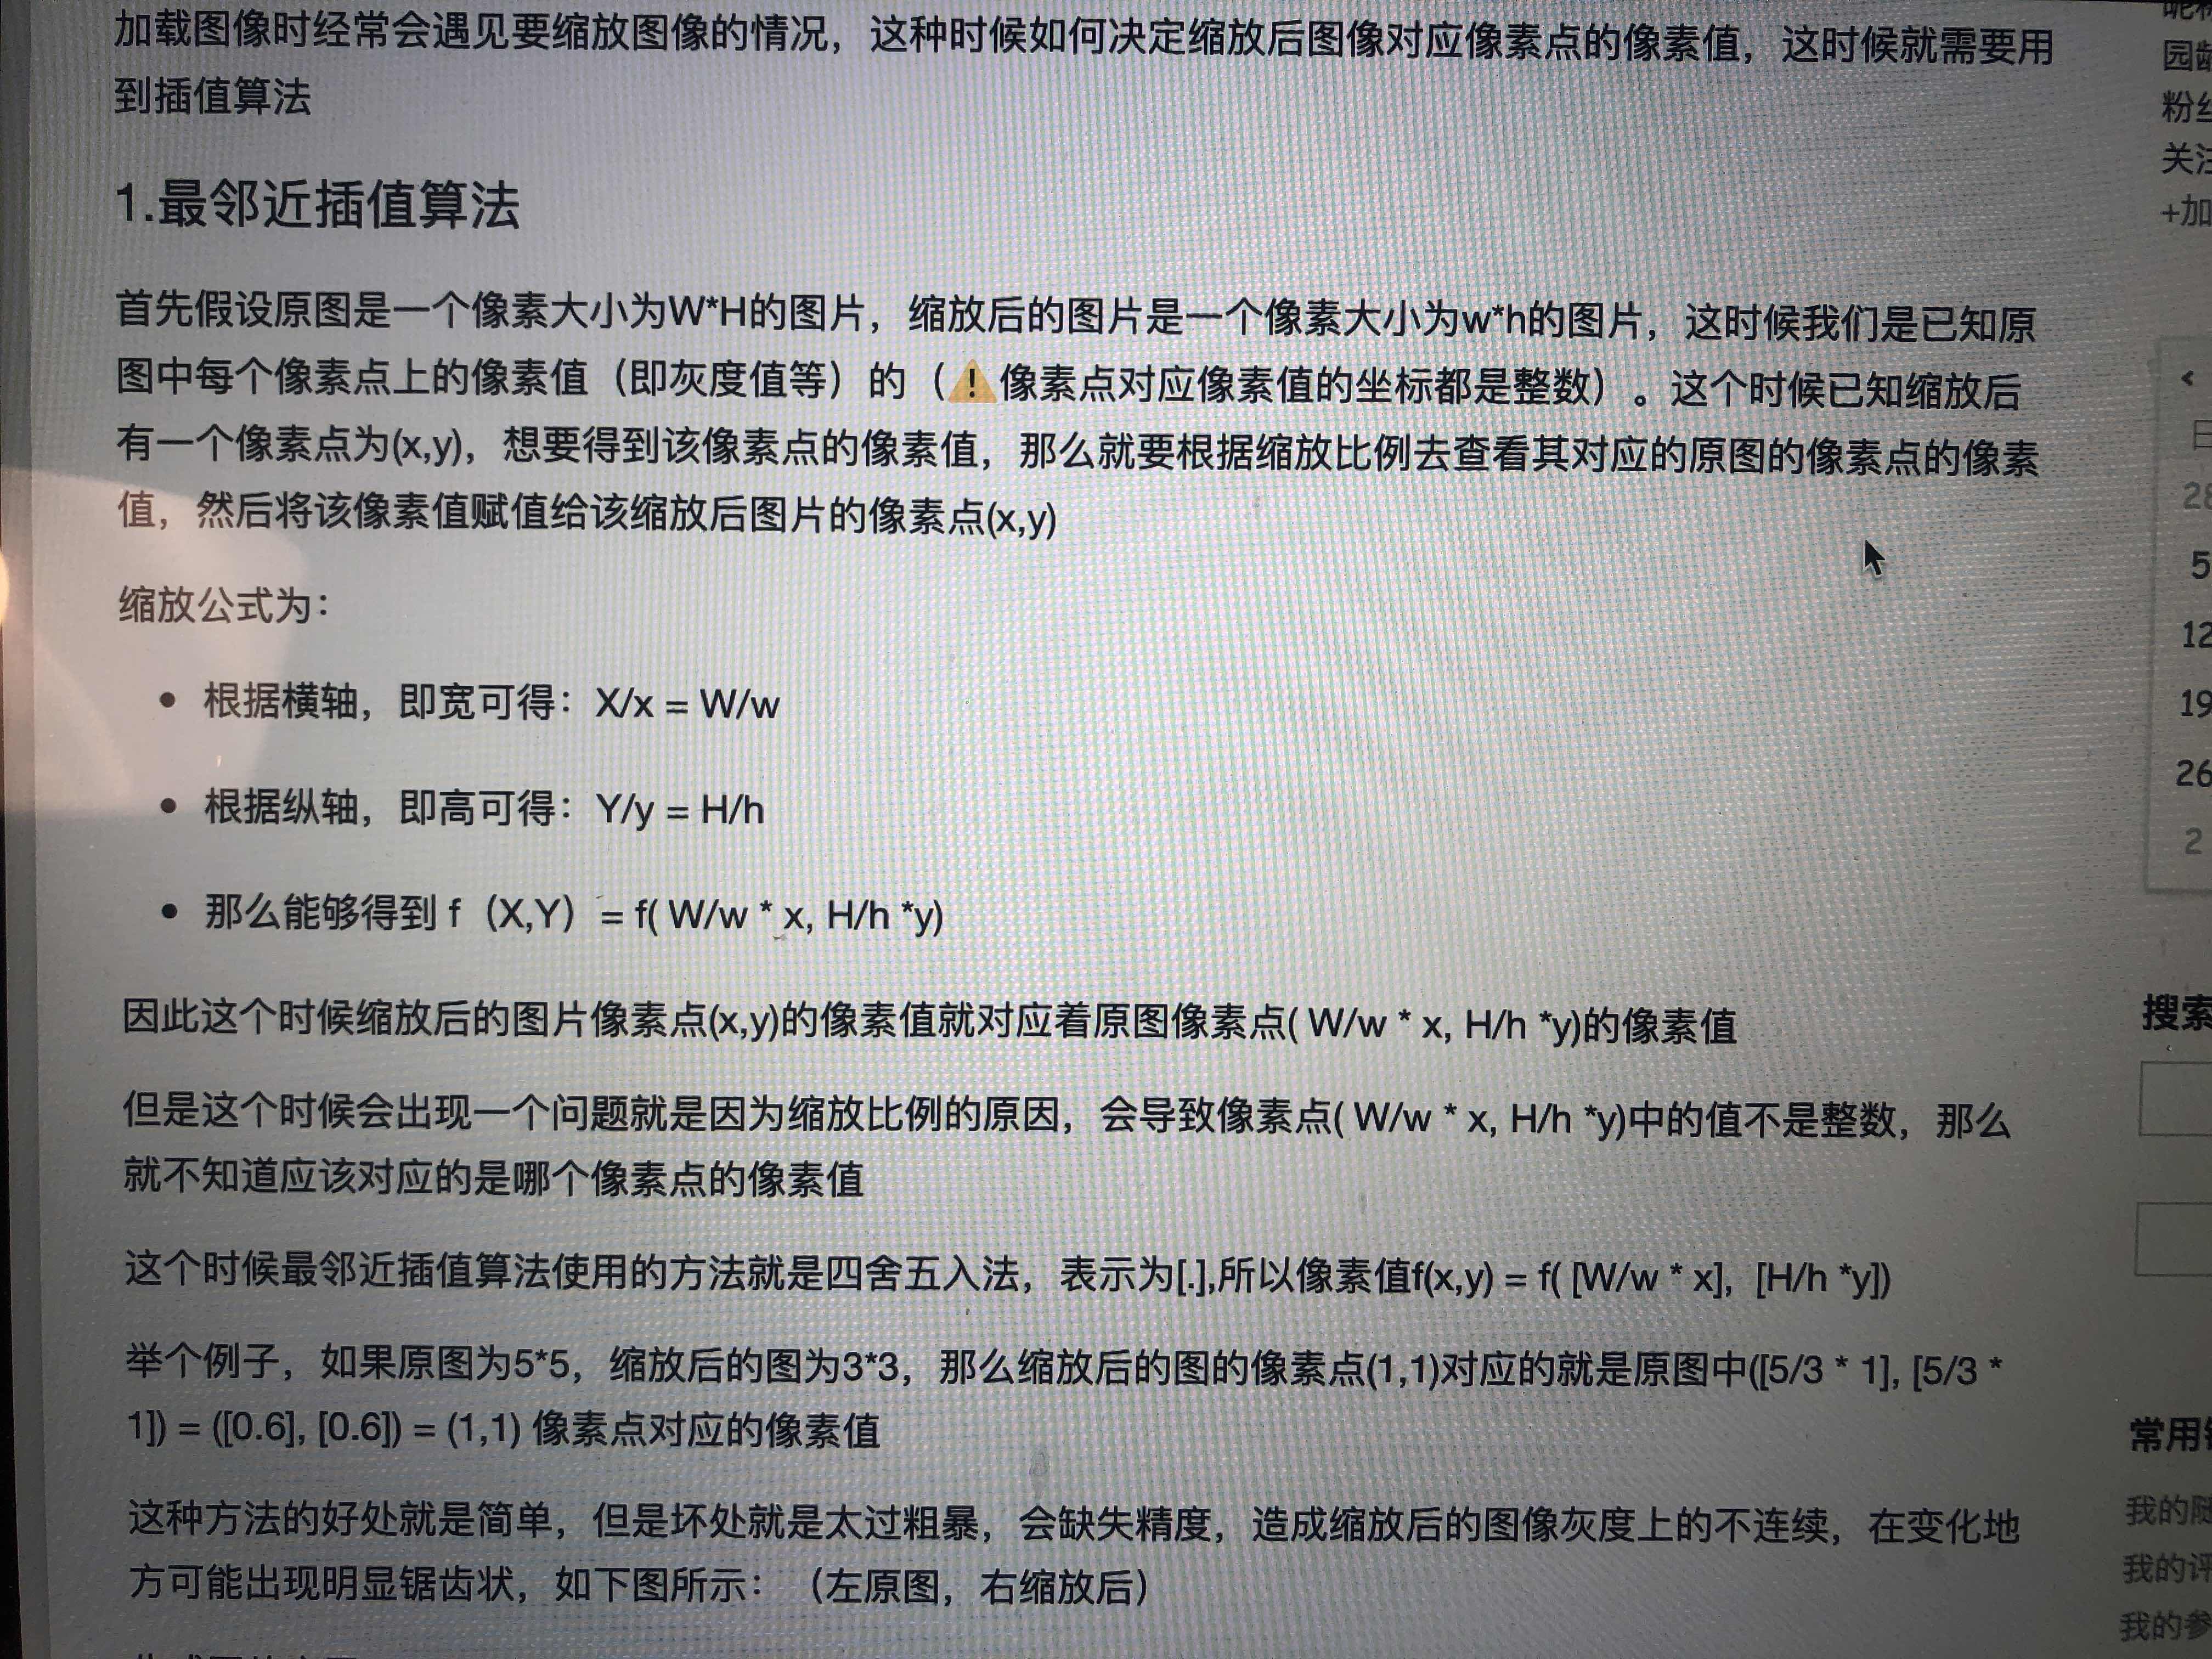 加载图像时经常会遇见要缩放图像的情况，这种时候如何决定缩放后图像对应像素点的像素值，这时候就需要用
到插值算法
1.最邻近插值算法
首先假设原图是一个像素大小为W*H的图片，缩放后的图片是一个像素大小为w*h的图片，这时候我们是已知原
图中每个像素点上的像素值（即灰度值等）的（⚠️像素点对应像素值的坐标都是整数）。这个时候已知缩放后
有一个像素点为(x,y)，想要得到该像素点的像素值，那么就要根据缩放比例去查看其对应的原图的像素点的像素
值，然后将该像素值赋值给该缩放后图片的像素点(x,y)
缩放公式为：
• 根据横轴，即宽可得：X/x = W/w
• 根据纵轴，即高可得：Y/y = H/h
• 那么能够得到 f（X,Y）= f( W/w * x, H/h *y)
因此这个时候缩放后的图片像素点(x,y)的像素值就对应着原图像素点( W/w * x, H/h *y)的像素值
但是这个时候会出现一个问题就是因为缩放比例的原因，会导致像素点( W/w * x, H/h *y)中的值不是整数，那么
就不知道应该对应的是哪个像素点的像素值
这个时候最邻近插值算法使用的方法就是四舍五入法，表示为[.],所以像素值f(x,y) = f( [W/w * x],  [H/h *y])
举个例子，如果原图为5*5，缩放后的图为3*3，那么缩放后的图的像素点(1,1)对应的就是原图中([5/3 * 1], [5/3 *
1]) = ([0.6], [0.6]) = (1,1) 像素点对应的像素值
这种方法的好处就是简单，但是坏处就是太过粗暴，会缺失精度，造成缩放后的图像灰度上的不连续，在变化地
方可能出现明显锯齿状，如下图所示：（左原图，右缩放后）
园
粉
关注
+加
<
日
28
5
12
19
26
2
搜索
常用
我的
我的评
我的参